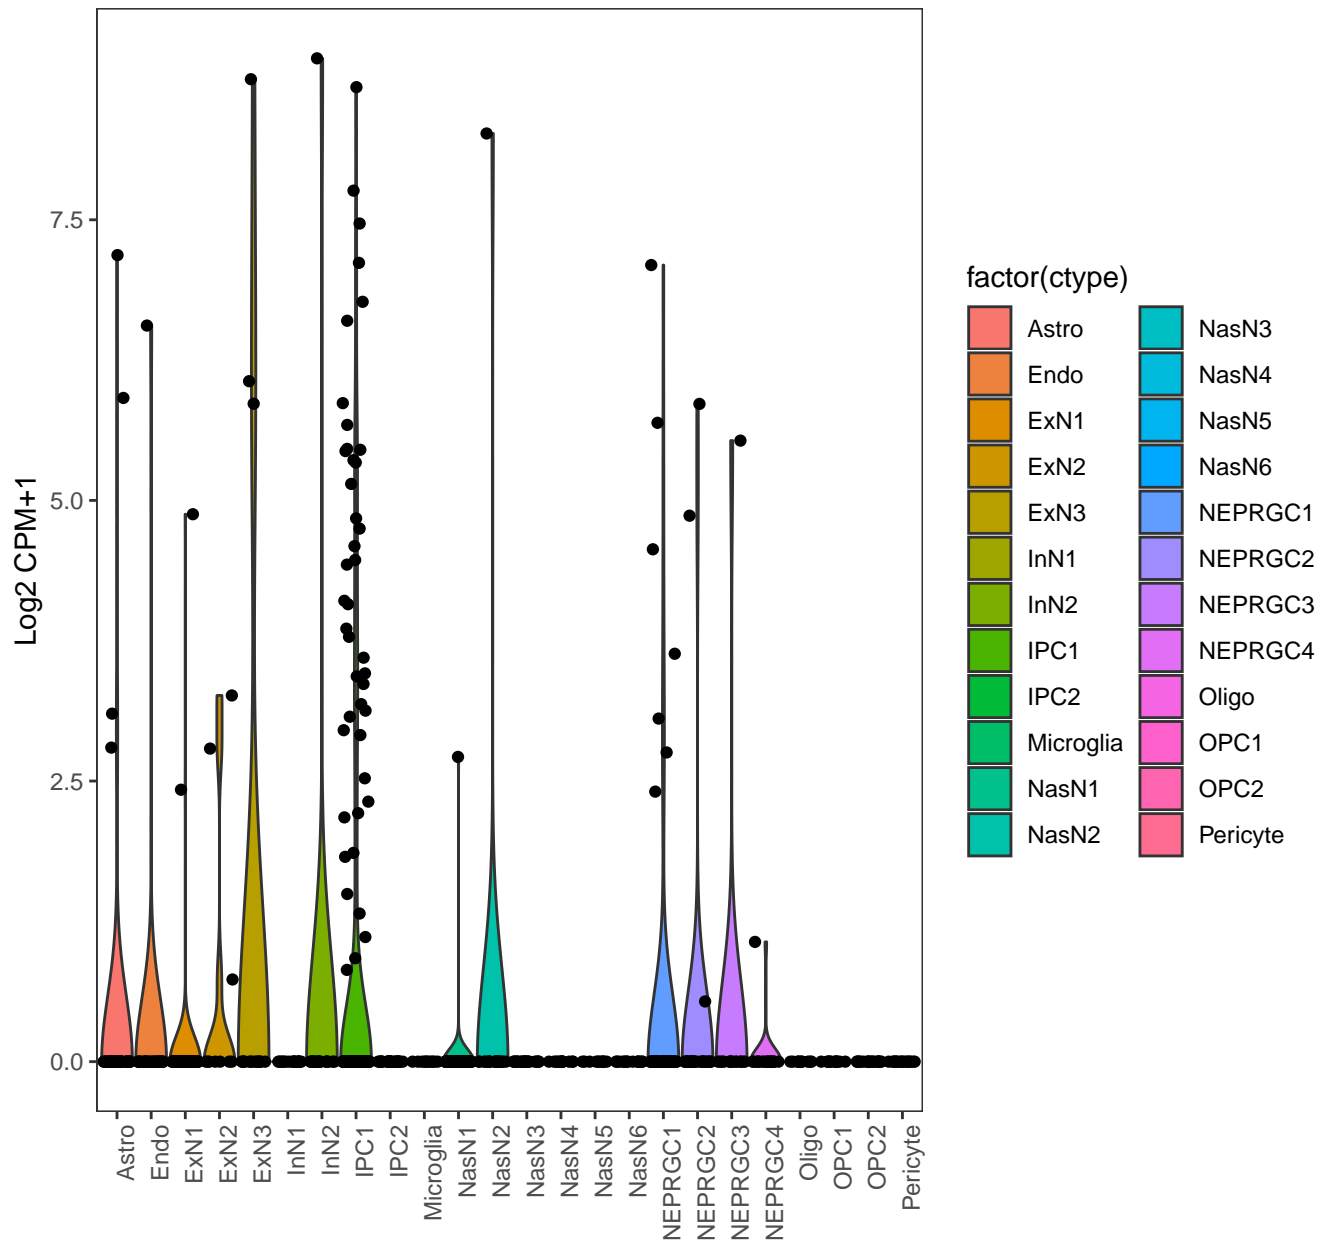 Log2 CPM+1
7.5
5.0
2.5
0.0
Astro
Endo
ExN1
ExN2
ExN3
InN1
InN2
IPC1
IPC2
Microglia
NasN1
NasN2
NasN3
NasN4
NasN5
NasN6
NEPRGC1
NEPRGC2
NEPRGC3
NEPRGC4
Oligo
OPC1
OPC2
Pericyte
factor(ctype)
Astro
Endo
ExN1
ExN2
ExN3
InN1
InN2
IPC1
IPC2
Microglia
NasN1
NasN2
NasN3
NasN4
NasN5
NasN6
NEPRGC1
NEPRGC2
NEPRGC3
NEPRGC4
Oligo
OPC1
OPC2
Pericyte